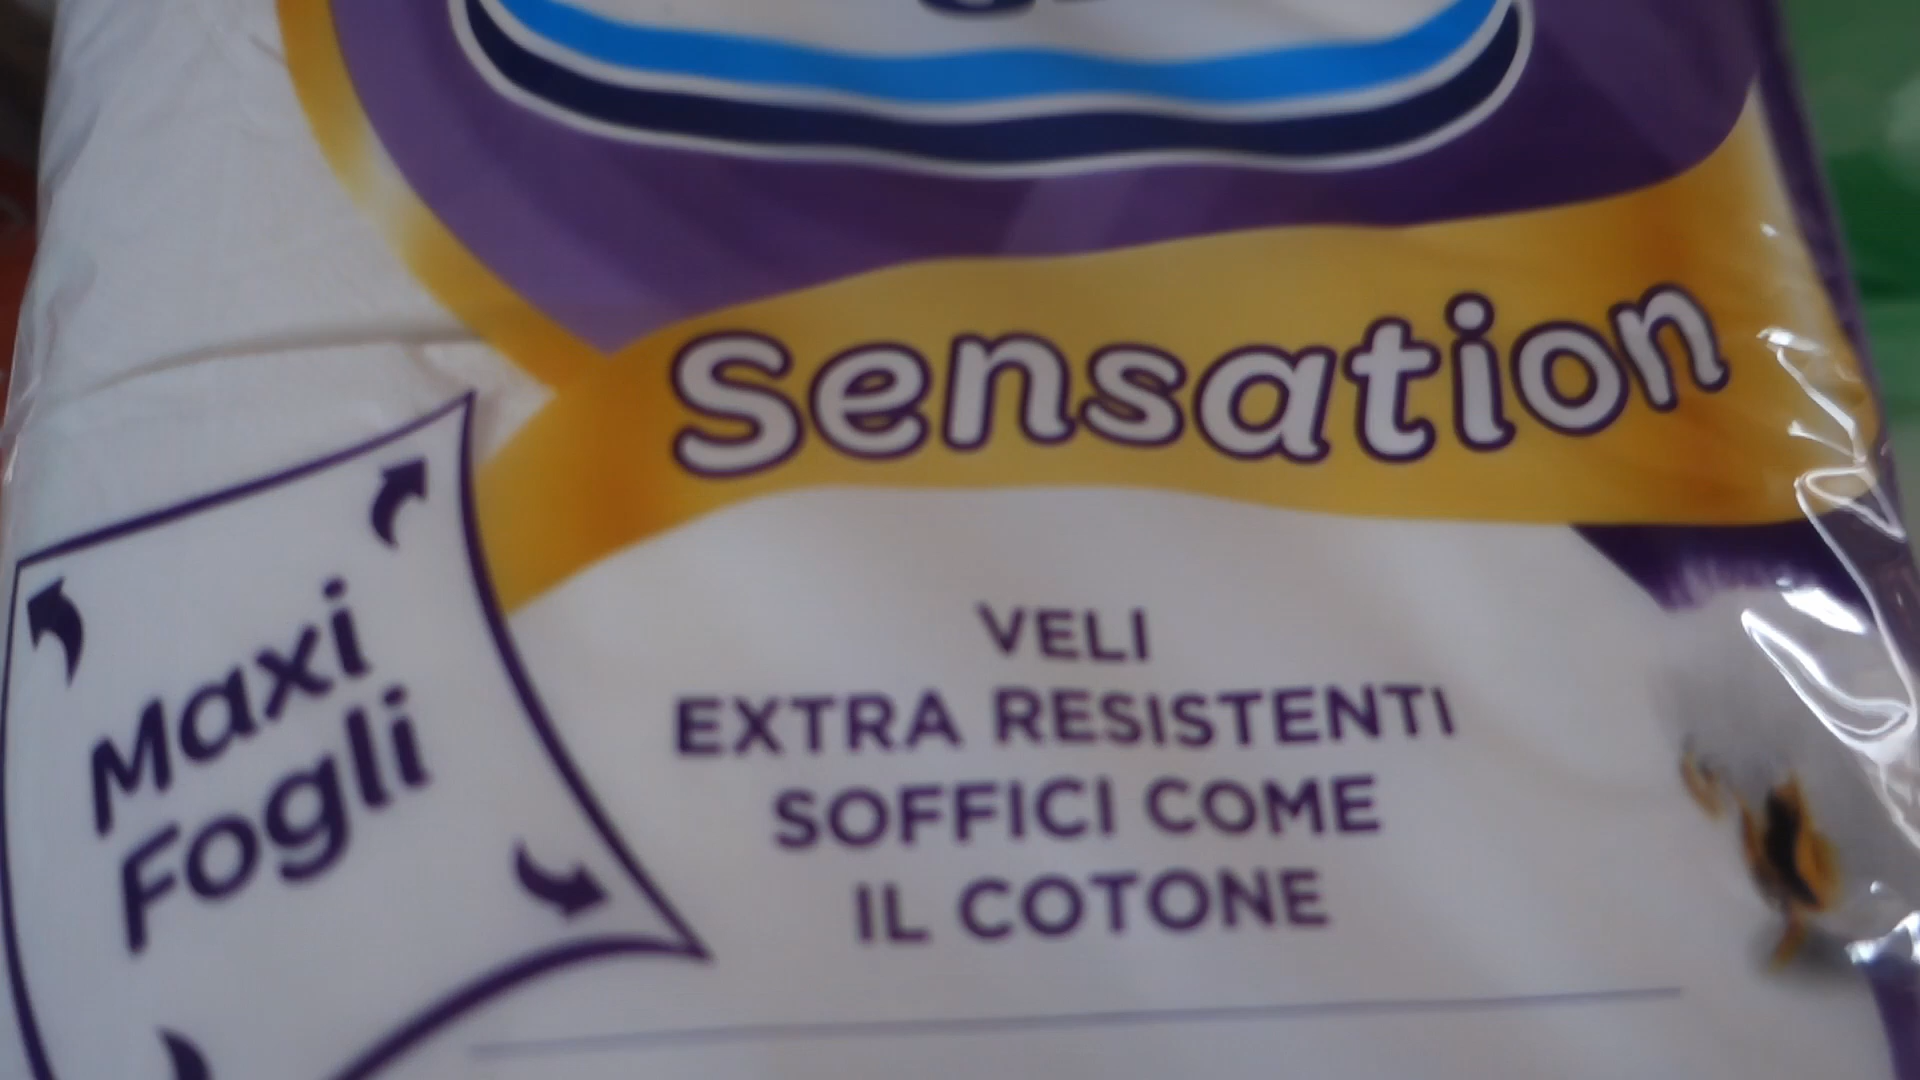 Sensation
Maxi
Fogli
VELI
EXTRA RESISTENTI
SOFFICI COME
IL COTONE